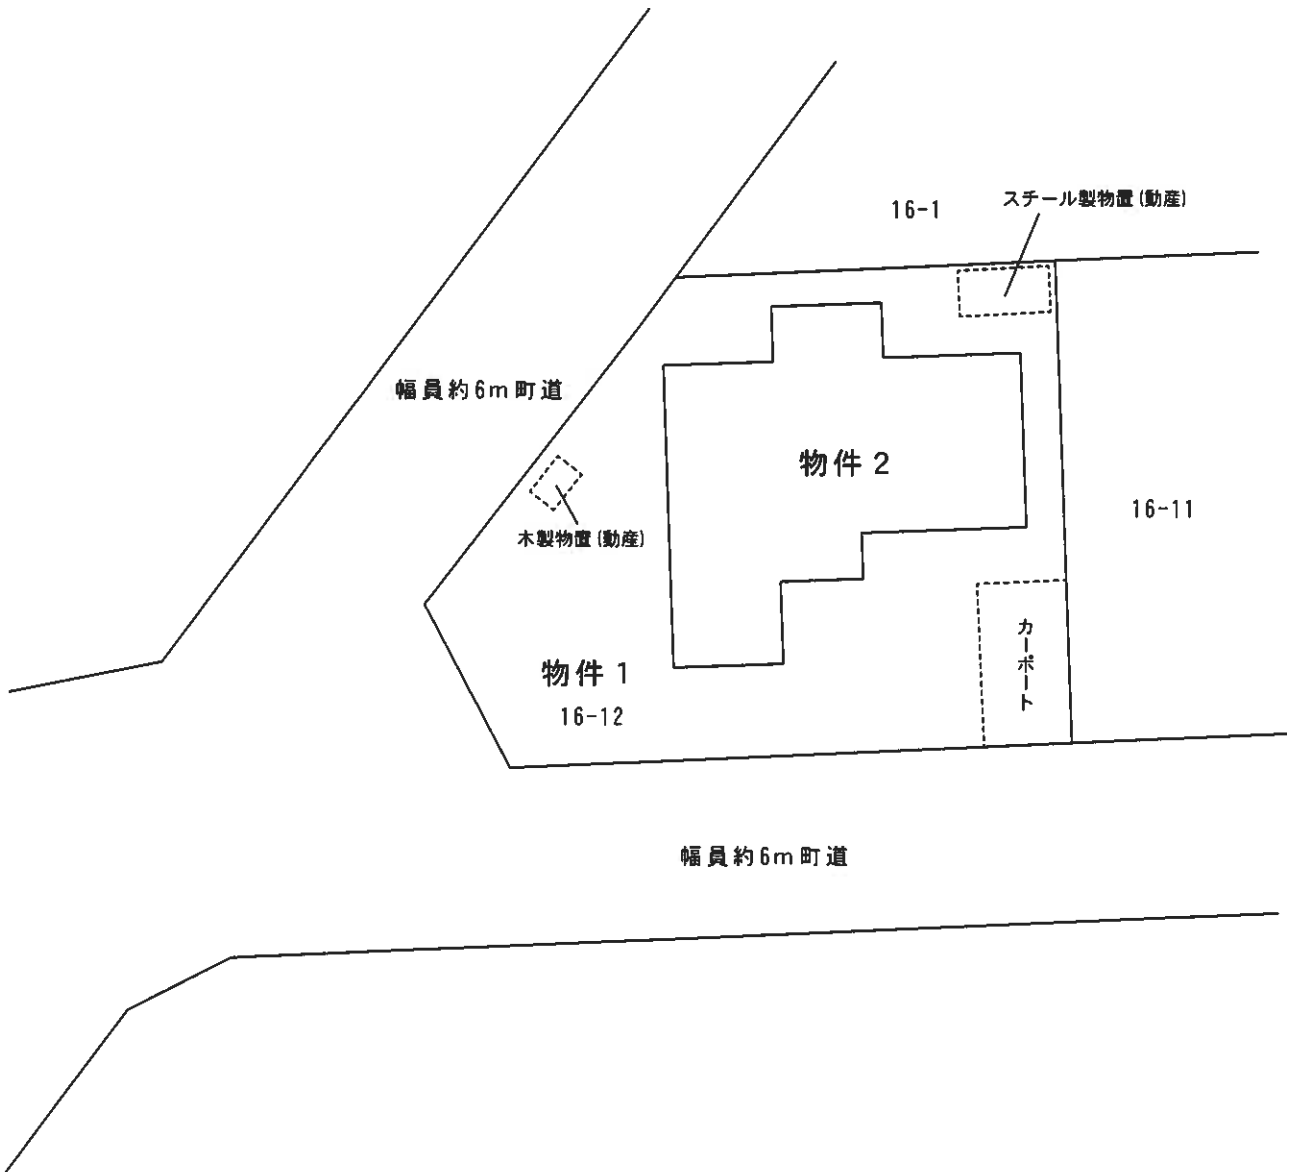 16-1
スチール製物置(動産)
幅員約6m町道
物件2
16-11
木製物置(動産)
カーポート
物件1
16-12
幅員約6m町道